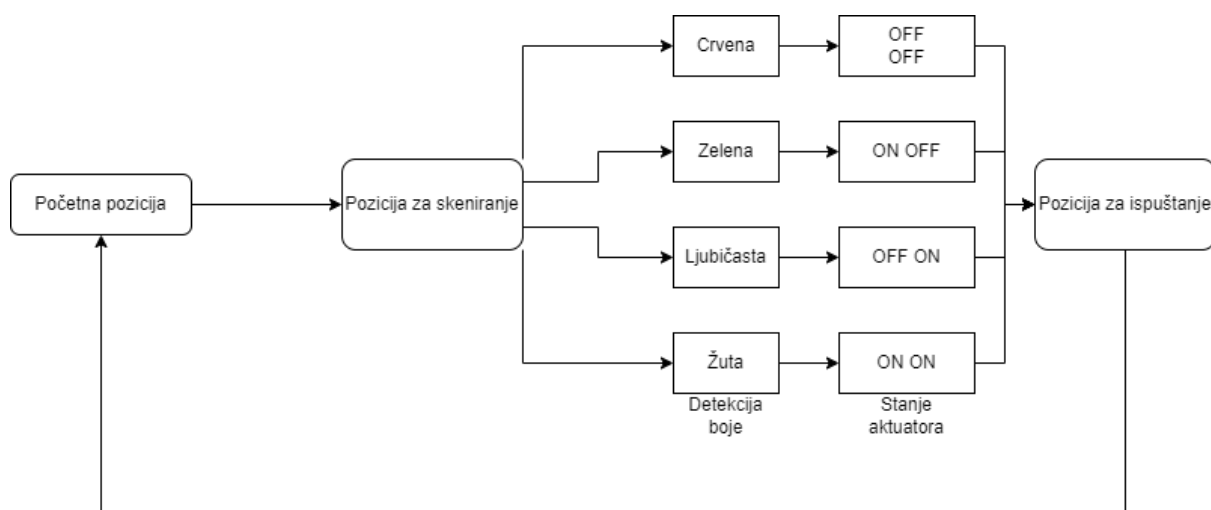 Početna pozicija
Pozicija za skeniranje
Crvena
OFF
OFF
Zelena
ON OFF
Ljubičasta
OFF ON
Žuta
ON ON
Detekcija
boje
Stanje
aktuatora
Pozicija za ispuštanje